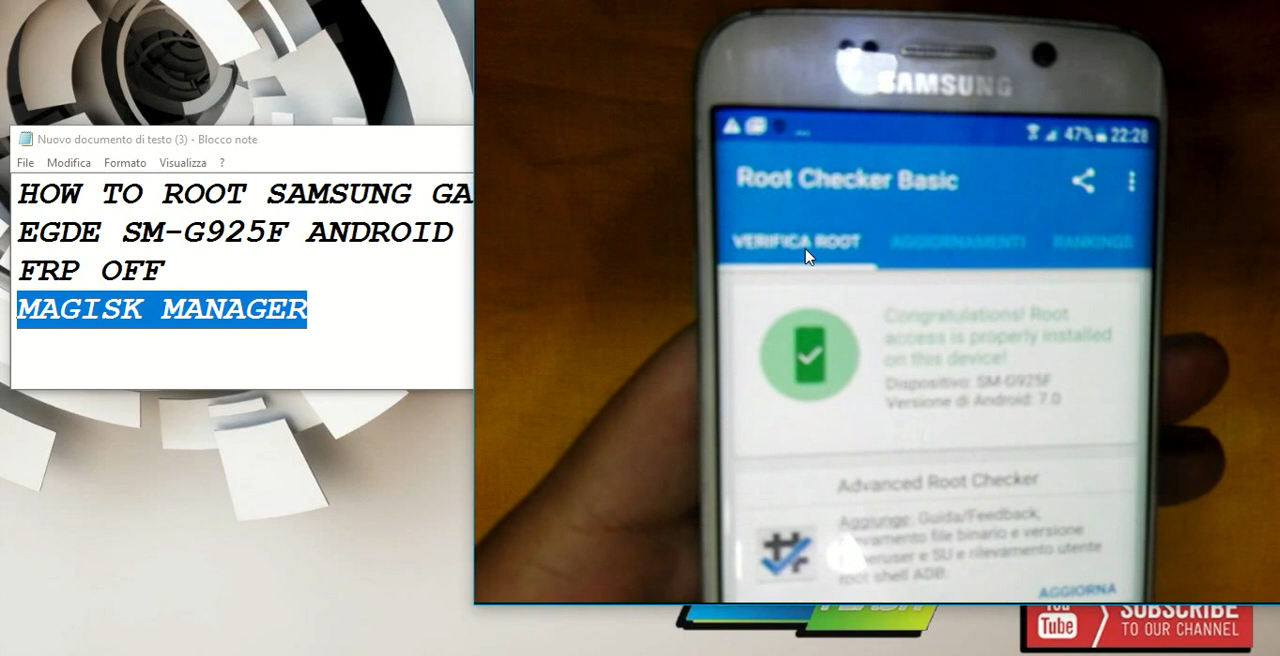 Nuovo documento di testo (3) - Blocco note
File Modifica Formato Visualizza ?
HOW TO ROOT SAMSUNG GA
EGDE SM-G925F ANDROID
FRP OFF
MAGISK MANAGER
SAMSUNG
47% 22:28
Root Checker Basic
VERIFICA ROOT AGGIORNAMENTI RANKINGS
Congratulations! Root
access is properly installed
on this device!
Dispositivo: SM-G925F
Versione di Android: 7.0
Advanced Root Checker
Aggiunge: Guida/Feedback,
file binario e versione
e SU e rilevamento utente
root shell ADB.
AGGIORNA
FLASH
You
Tube
SUBSCRIBE
TO OUR CHANNEL